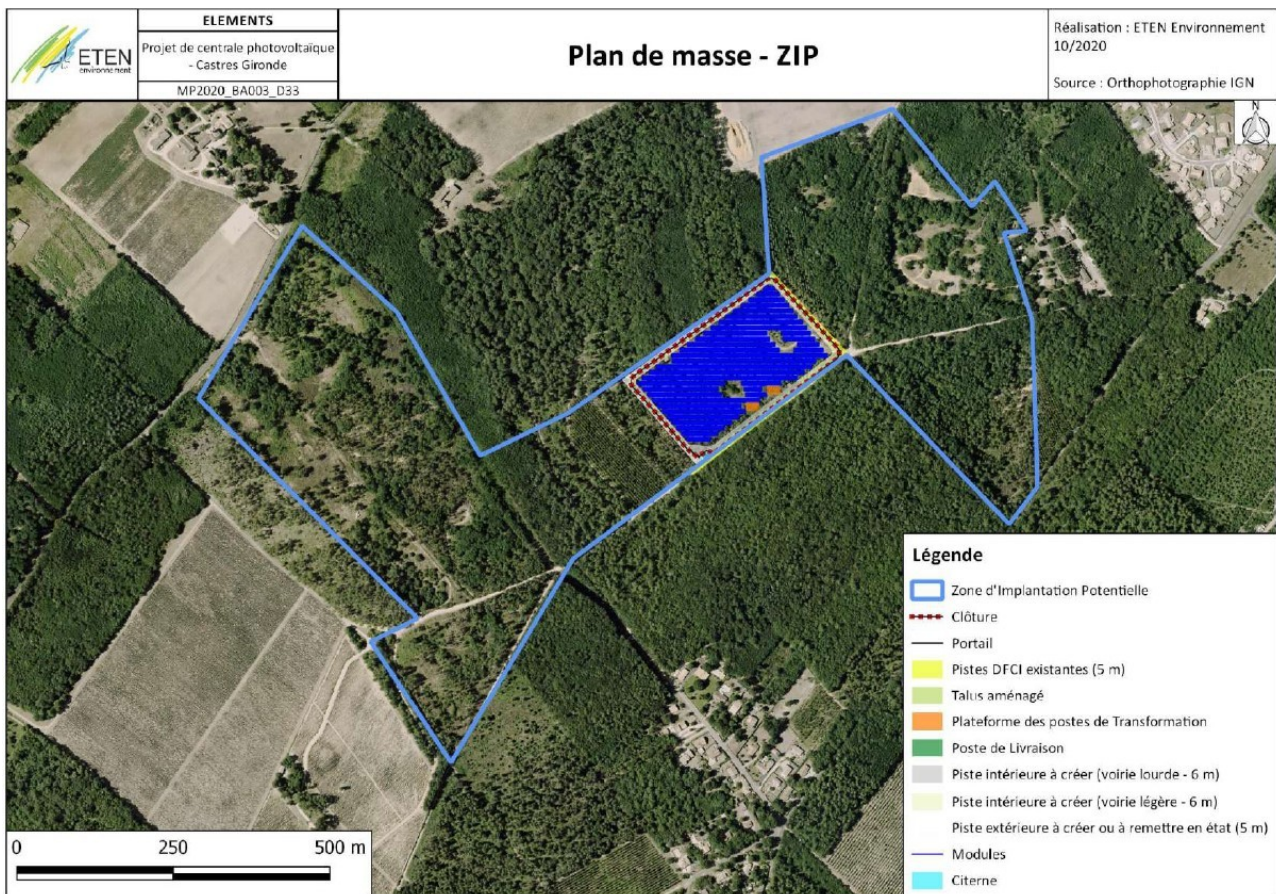 ETEN
environnement
ELEMENTS
Projet de centrale photovoltaïque
- Castres Gironde
MP2020_BA003_D33
Plan de masse - ZIP
Réalisation : ETEN Environnement
10/2020
Source : Orthophotographie IGN
N
Légende
Zone d'Implantation Potentielle
Clôture
Portail
Pistes DFCI existantes (5 m)
Talus aménagé
Plateforme des postes de Transformation
Poste de Livraison
Piste intérieure à créer (voirie lourde - 6 m)
Piste intérieure à créer (voirie légère - 6 m)
Piste extérieure à créer ou à remettre en état (5 m)
Modules
Citerne
0 250 500 m